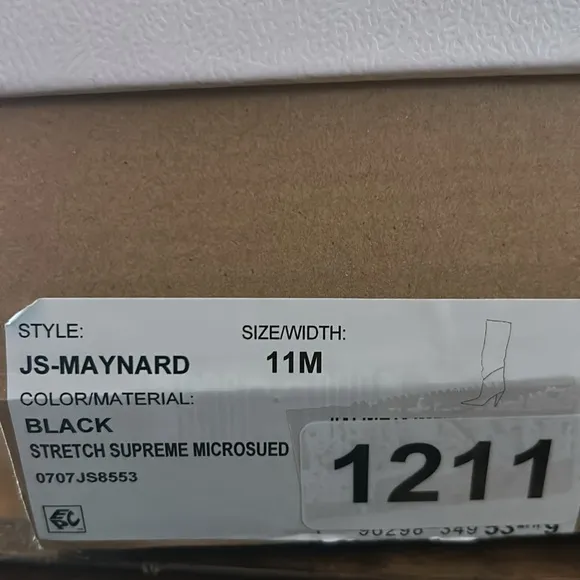 STYLE:
SIZE/WIDTH:
JS-MAYNARD
11M
COLOR/MATERIAL:
BLACK
STRETCH SUPREME MICROSUED
0707JS8553
1211